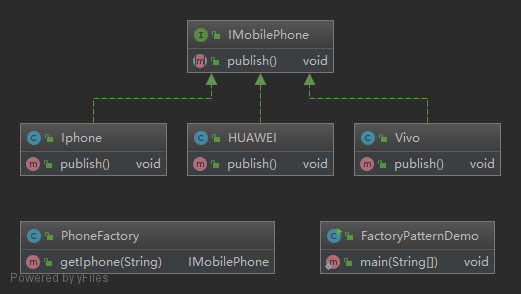 IMobilePhone
publish() void
Iphone
publish() void
HUAWEI
publish() void
Vivo
publish() void
PhoneFactory
getIphone(String) IMobilePhone
FactoryPatternDemo
main(String[]) void
Powered by yFiles